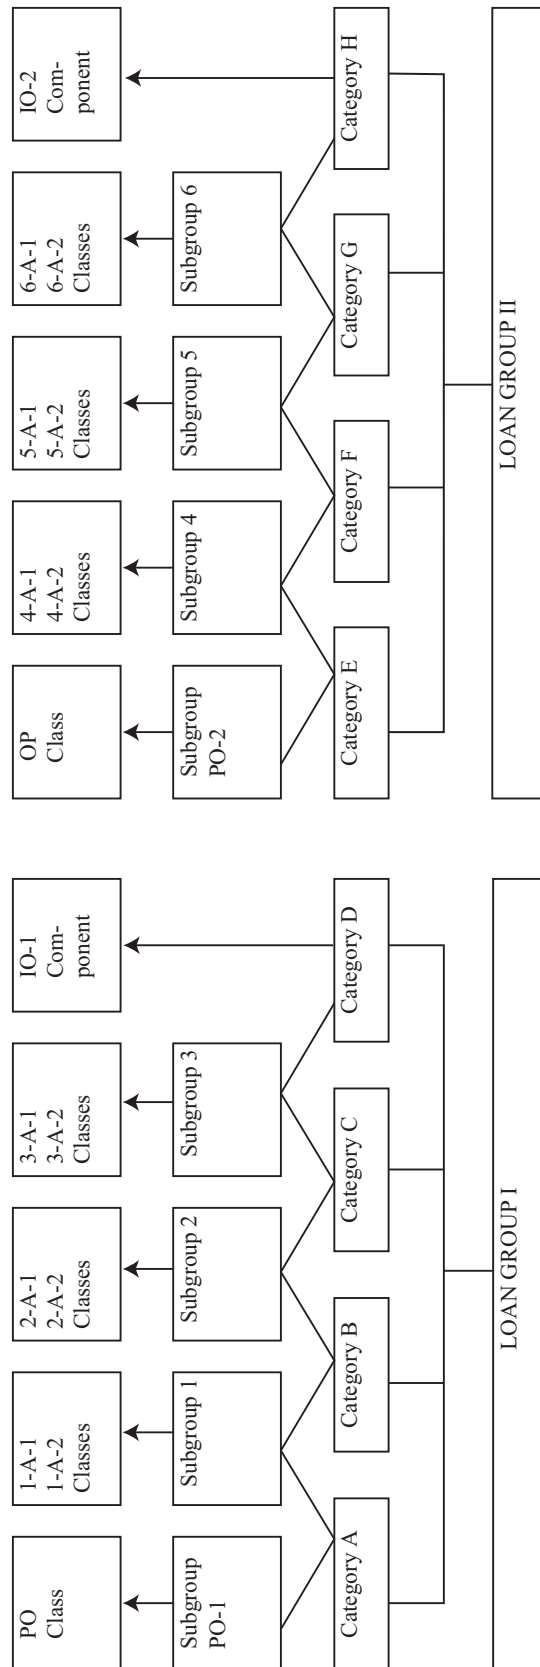 PO
Class
1-A-1
1-A-2
Classes
2-A-1
2-A-2
Classes
3-A-1
3-A-2
Classes
IO-1
Com-
ponent
Subgroup
PO-1
Subgroup 1
Subgroup 2
Subgroup 3
Category A
Category B
Category C
Category D
LOAN GROUP I
OP
Class
4-A-1
4-A-2
Classes
5-A-1
5-A-2
Classes
6-A-1
6-A-2
Classes
IO-2
Com-
ponent
Subgroup
PO-2
Subgroup 4
Subgroup 5
Subgroup 6
Category E
Category F
Category G
Category H
LOAN GROUP II